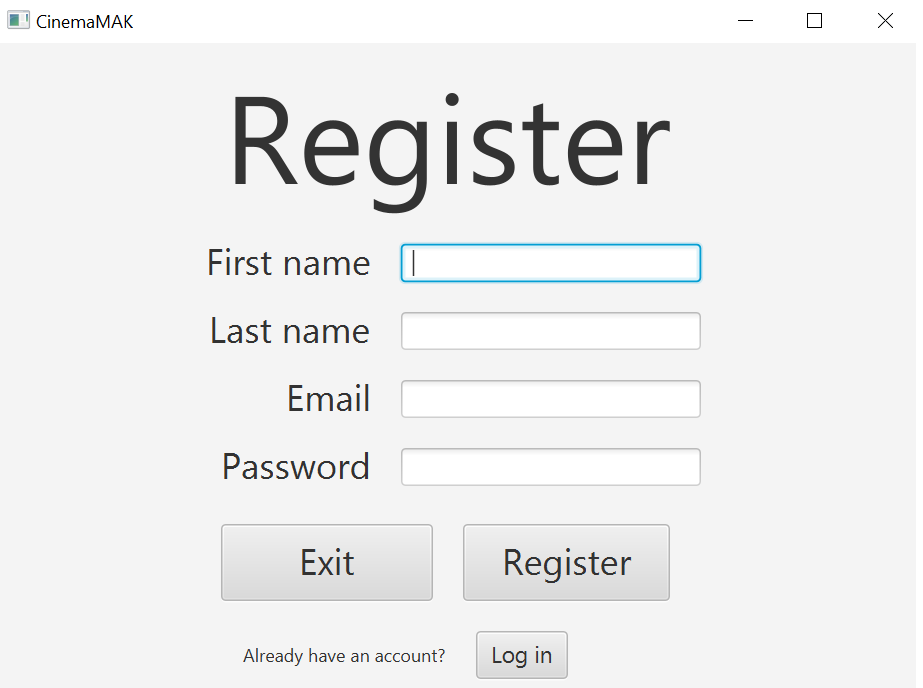 CinemaMAK
Register
First name
Last name
Email
Password
Exit Register
Already have an account? Log in